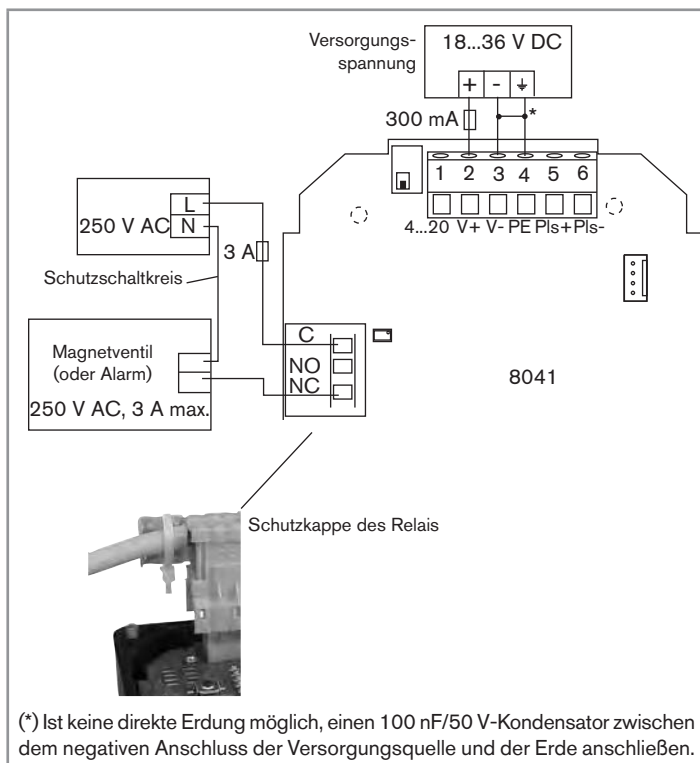 Versorgungs-
spannung
18...36 V DC
+ -
*
300 mA
1 2 3 4 5 6
4...20 V+ V- PE Pls+ Pls-
L
250 V AC N
3 A
Schutzschaltkreis
C
Magnetventil
(oder Alarm)
NO
NC
250 V AC, 3 A max.
8041
Schutzkappe des Relais
(*) Ist keine direkte Erdung möglich, einen 100 nF/50 V-Kondensator zwischen
dem negativen Anschluss der Versorgungsquelle und der Erde anschließen.